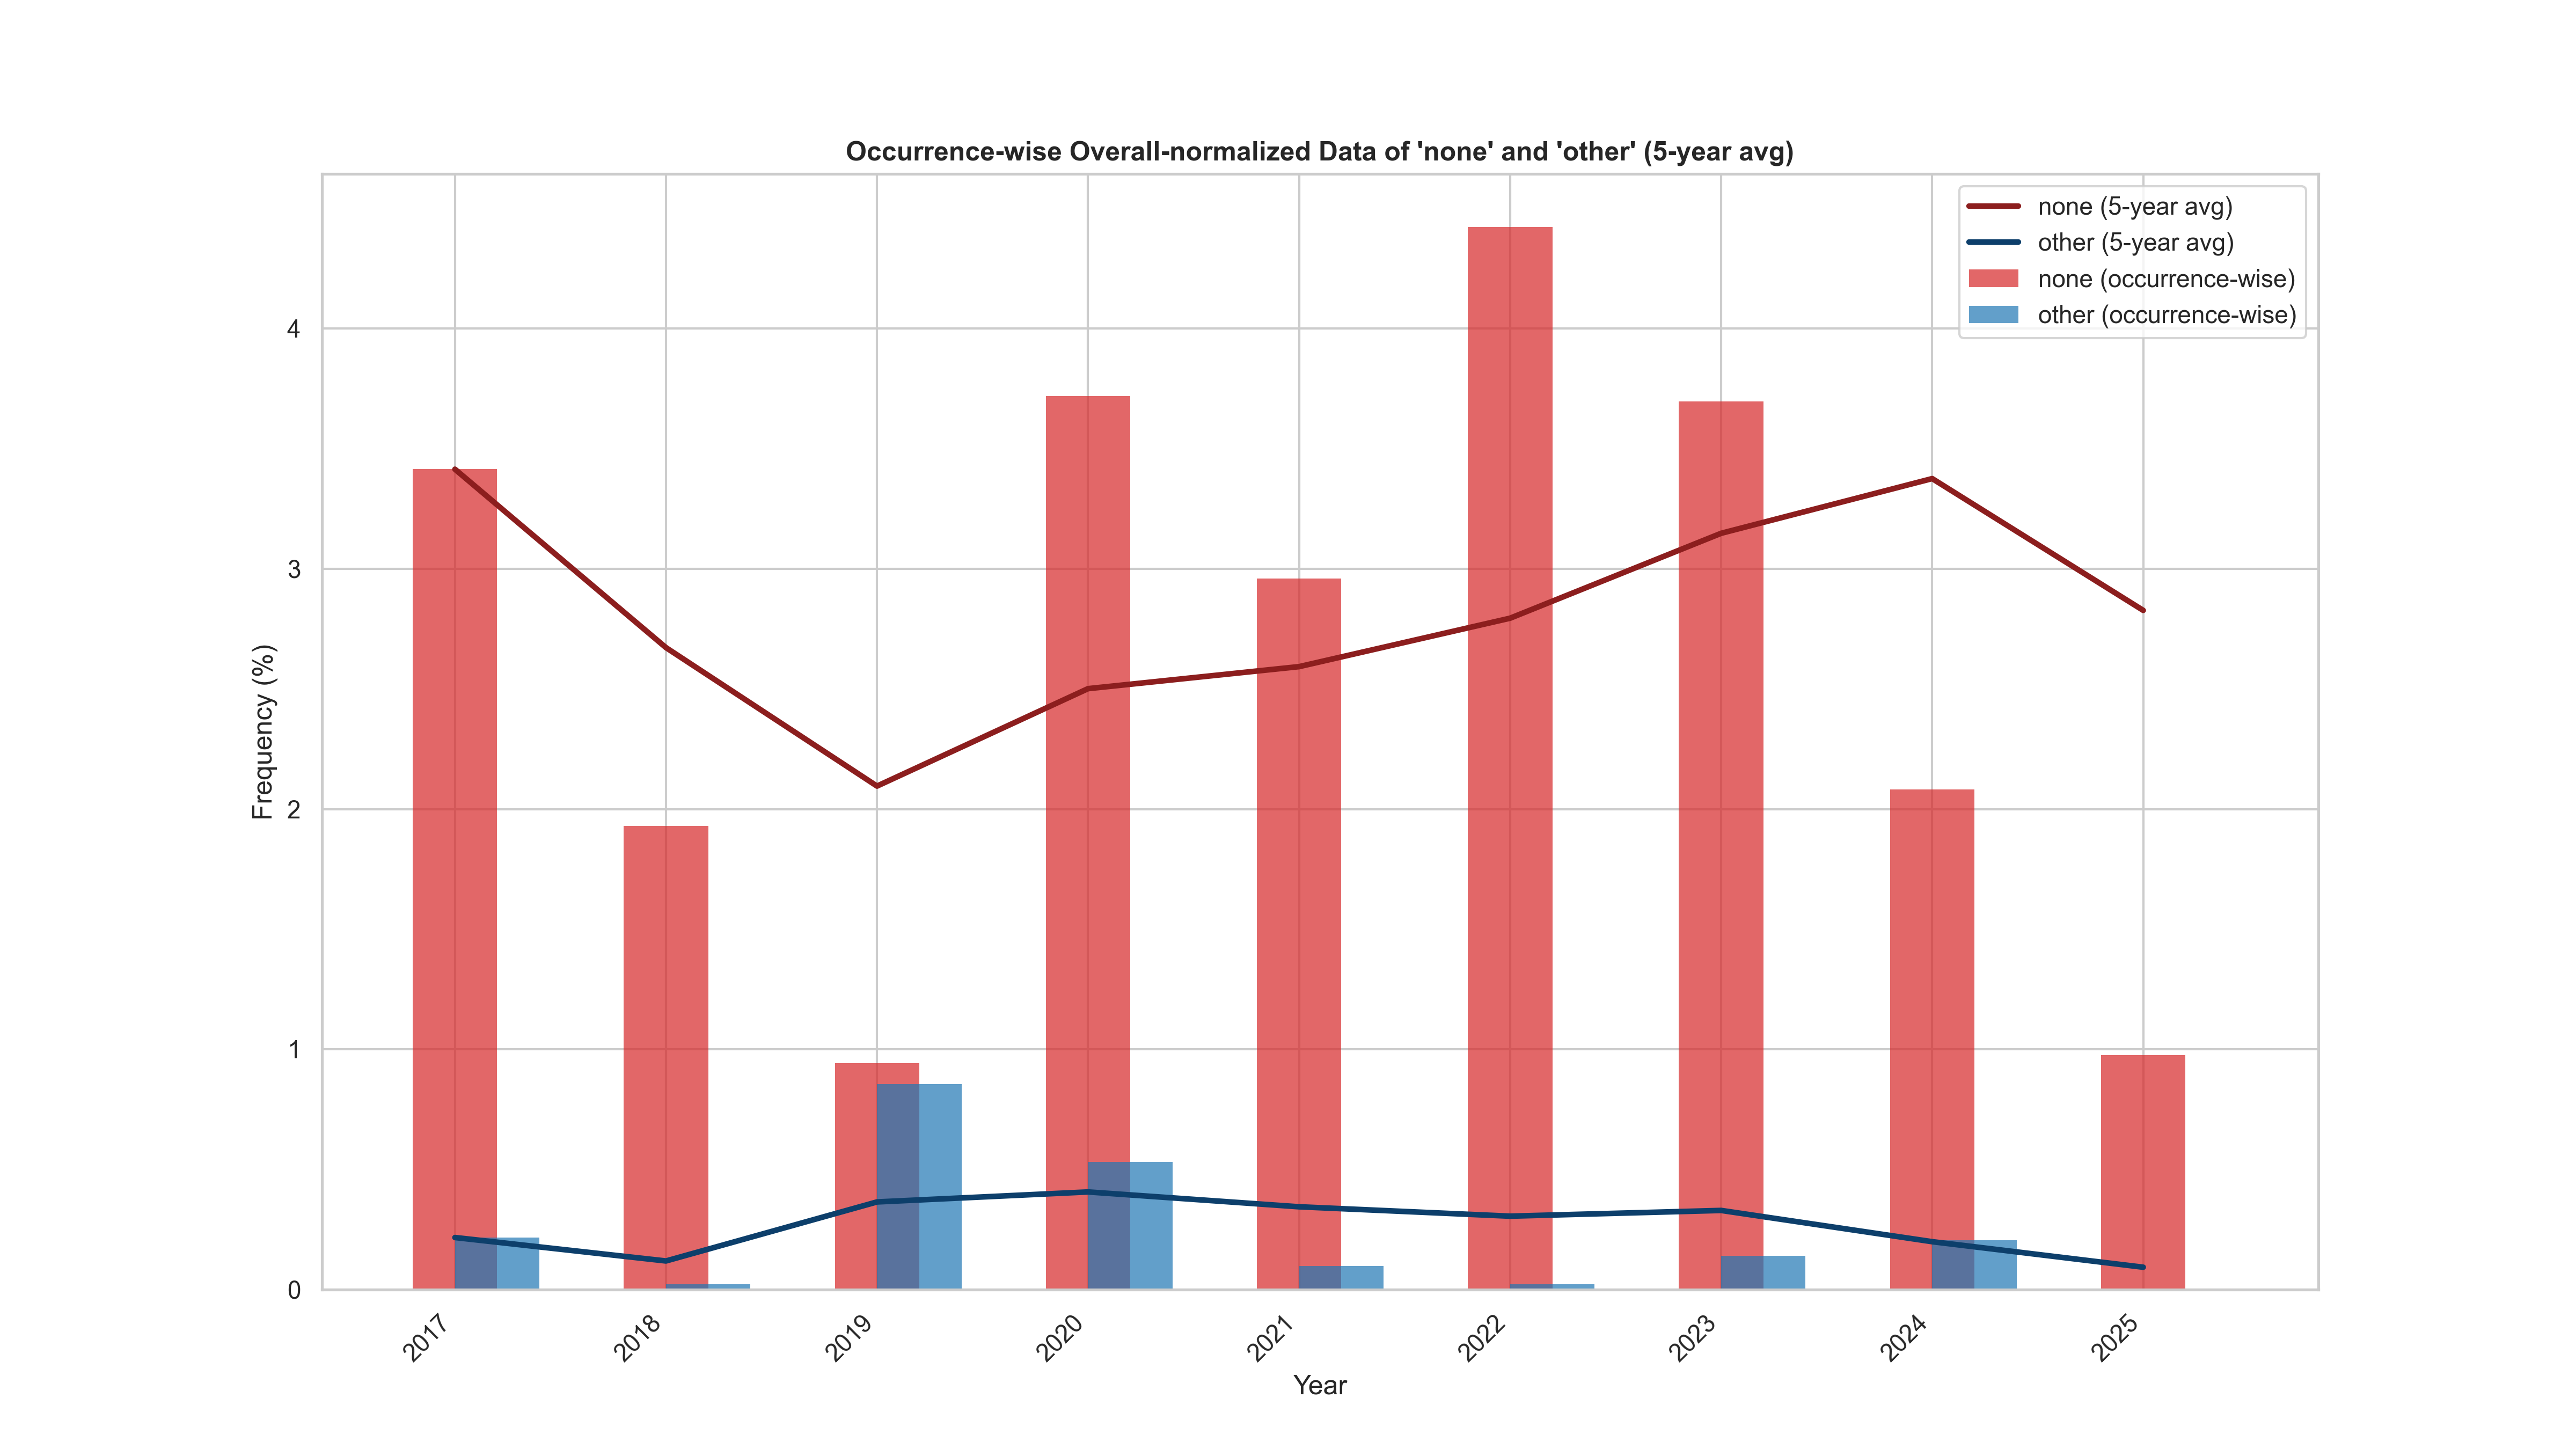 Occurrence-wise Overall-normalized Data of 'none' and 'other' (5-year avg)
none (5-year avg)
other (5-year avg)
none (occurrence-wise)
other (occurrence-wise)
Frequency (%)
4
3
2
1
0
2017
2018
2019
2020
2021
2022
2023
2024
2025
Year